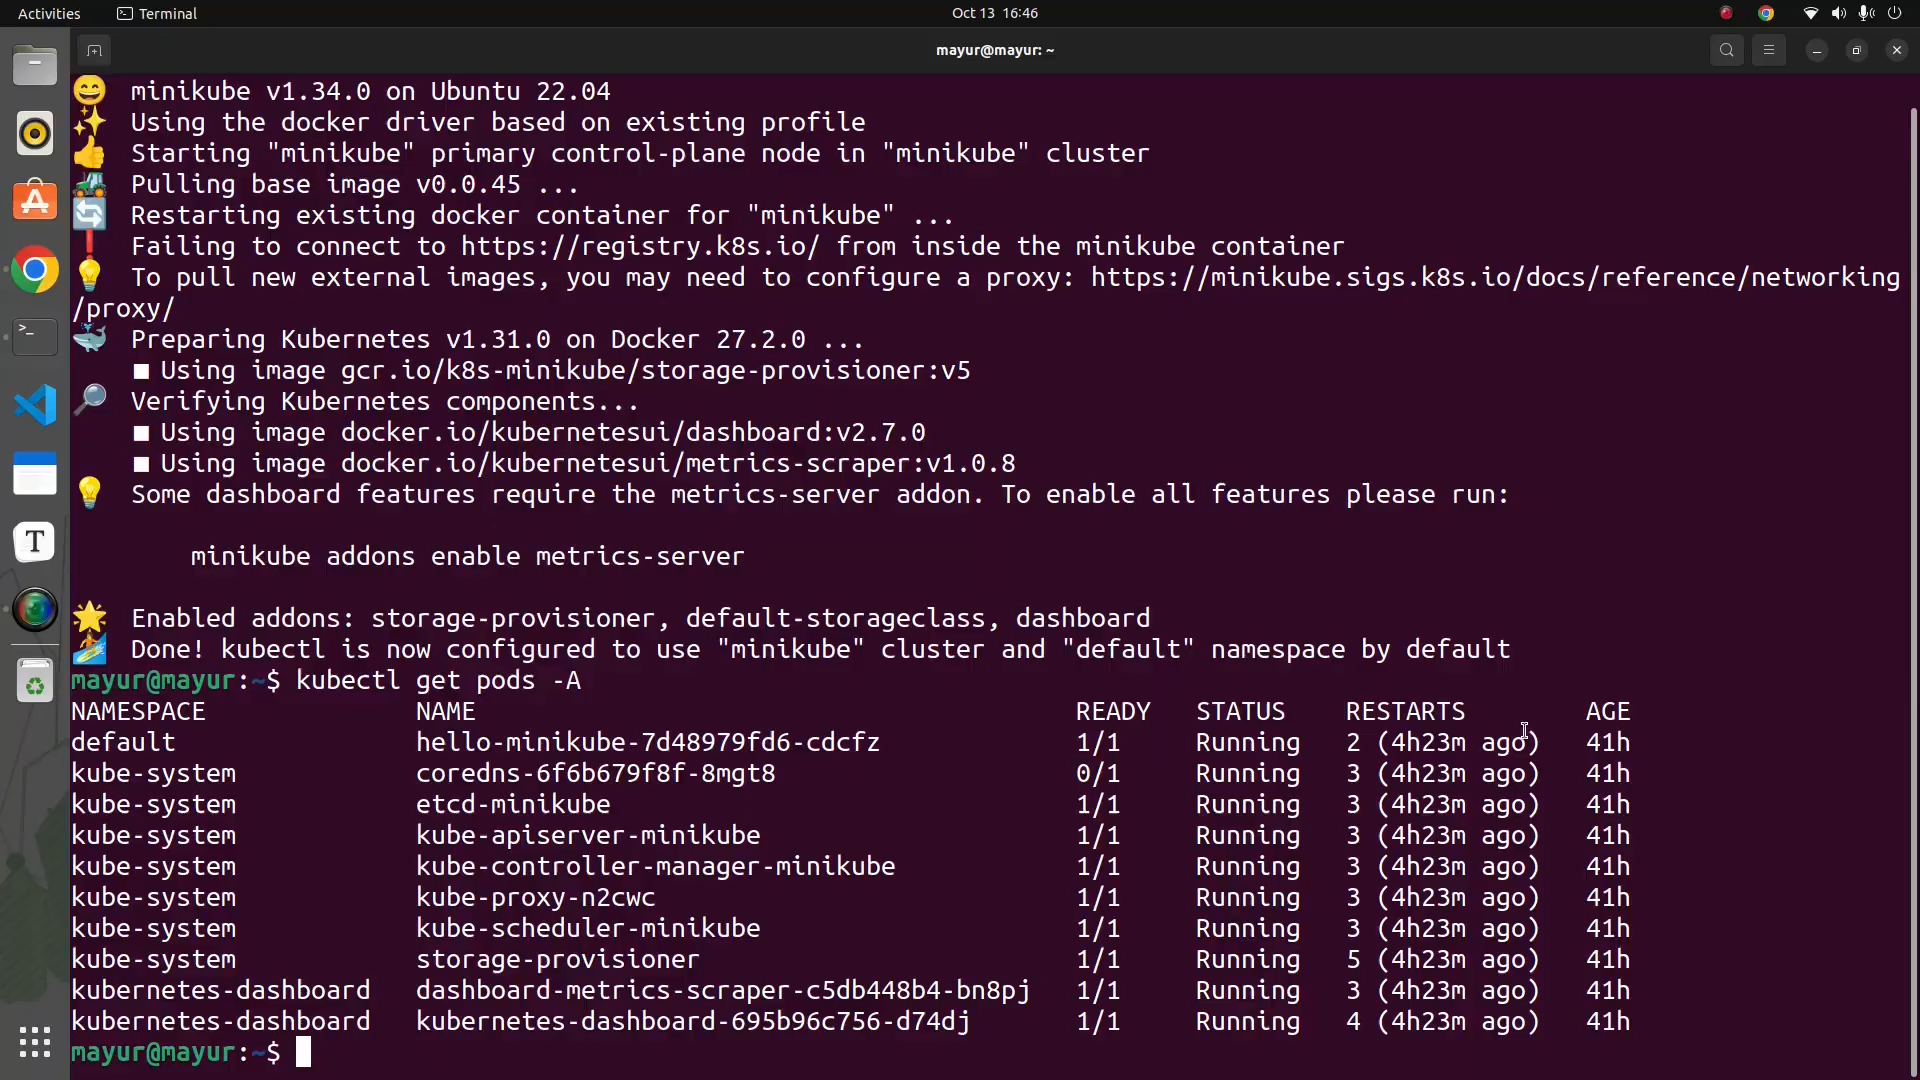 Activities Terminal Oct 13 16:46
mayur@mayur: ~
minikube v1.34.0 on Ubuntu 22.04
Using the docker driver based on existing profile
Starting "minikube" primary control-plane node in "minikube" cluster
Pulling base image v0.0.45 ...
Restarting existing docker container for "minikube" ...
Failing to connect to https://registry.k8s.io/ from inside the minikube container
To pull new external images, you may need to configure a proxy: https://minikube.sigs.k8s.io/docs/reference/networking
/proxy/
Preparing Kubernetes v1.31.0 on Docker 27.2.0 ...
■ Using image gcr.io/k8s-minikube/storage-provisioner:v5
Verifying Kubernetes components...
■ Using image docker.io/kubernetesui/dashboard:v2.7.0
■ Using image docker.io/kubernetesui/metrics-scraper:v1.0.8
Some dashboard features require the metrics-server addon. To enable all features please run:
minikube addons enable metrics-server
Enabled addons: storage-provisioner, default-storageclass, dashboard
Done! kubectl is now configured to use "minikube" cluster and "default" namespace by default
mayur@mayur:~$ kubectl get pods -A
NAMESPACE NAME READY STATUS RESTARTS AGE
default hello-minikube-7d48979fd6-cdcfz 1/1 Running 2 (4h23m ago) 41h
kube-system coredns-6f6b679f8f-8mgt8 0/1 Running 3 (4h23m ago) 41h
kube-system etcd-minikube 1/1 Running 3 (4h23m ago) 41h
kube-system kube-apiserver-minikube 1/1 Running 3 (4h23m ago) 41h
kube-system kube-controller-manager-minikube 1/1 Running 3 (4h23m ago) 41h
kube-system kube-proxy-n2cwc 1/1 Running 3 (4h23m ago) 41h
kube-system kube-scheduler-minikube 1/1 Running 3 (4h23m ago) 41h
kube-system storage-provisioner 1/1 Running 5 (4h23m ago) 41h
kubernetes-dashboard dashboard-metrics-scraper-c5db448b4-bn8pj 1/1 Running 3 (4h23m ago) 41h
kubernetes-dashboard kubernetes-dashboard-695b96c756-d74dj 1/1 Running 4 (4h23m ago) 41h
mayur@mayur:~$